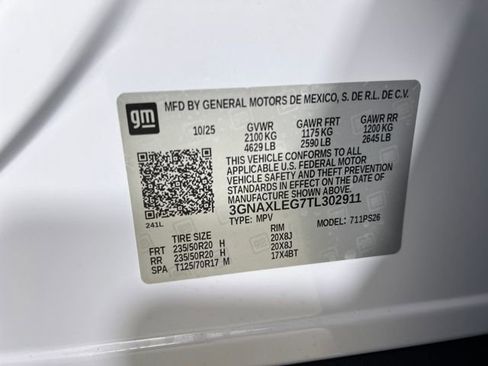 gm
MFD BY GENERAL MOTORS DE MEXICO, S. DE R.L. DE C.V.
10/25 GVWR GAWR FRT GAWR RR
2100 KG 1175 KG 1200 KG
4629 LB 2590 LB 2645 LB
THIS VEHICLE CONFORMS TO ALL
APPLICABLE U.S. FEDERAL MOTOR
VEHICLE SAFETY AND THEFT PREVENTION
STANDARDS IN EFFECT ON THE DATE OF
MANUFACTURE SHOWN ABOVE.
3GNAXLEG7TL302911
TYPE: MPV MODEL: 711PS26
241L
TIRE SIZE RIM
FRT 235/50R20 H 20X8J
RR 235/50R20 H 20X8J
SPA T125/70R17 M 17X4BT